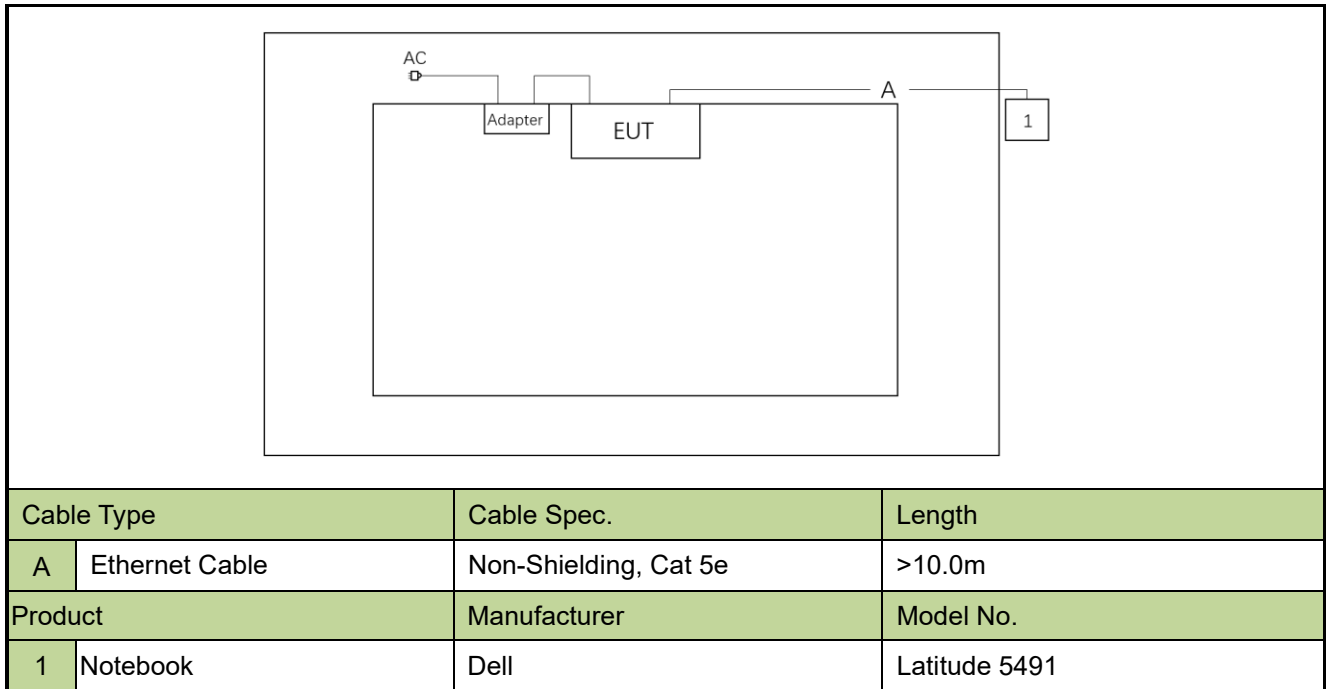 AC
A
Adapter
EUT
1
Cable Type Cable Spec. Length
A Ethernet Cable Non-Shielding, Cat 5e >10.0m
Product Manufacturer Model No.
1 Notebook Dell Latitude 5491